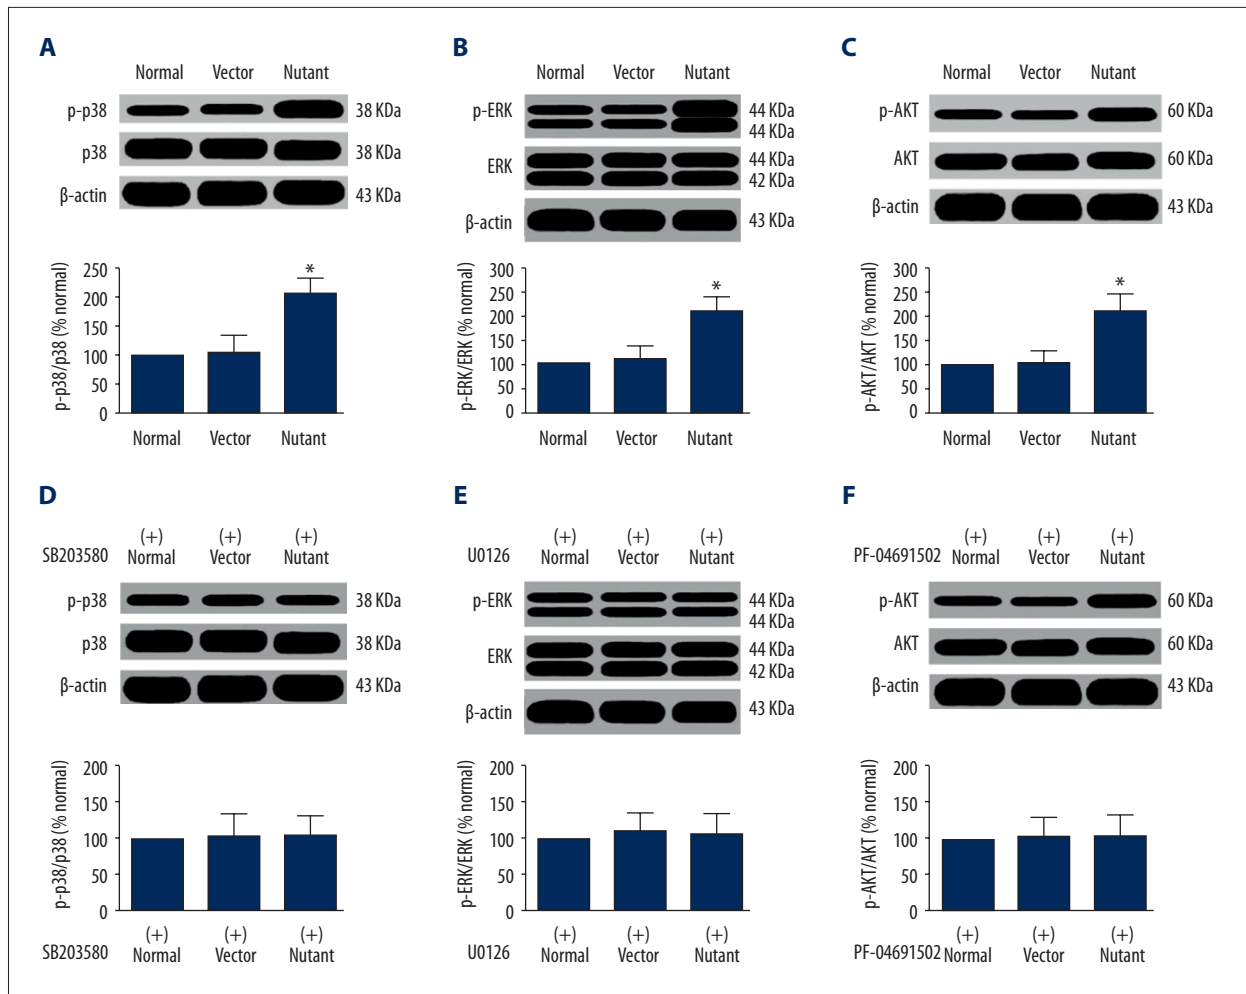 A
Normal Vector Nutant
p-p38 38 KDa
p38 38 KDa
β-actin 43 KDa
p-p38/p38 (% normal)
250
200
150
100
50
0
*
Normal Vector Nutant
B
Normal Vector Nutant
p-ERK 44 KDa
44 KDa
ERK 44 KDa
42 KDa
β-actin 43 KDa
p-ERK/ERK (% normal)
300
250
200
150
100
50
0
*
Normal Vector Nutant
C
Normal Vector Nutant
p-AKT 60 KDa
AKT 60 KDa
β-actin 43 KDa
p-AKT/AKT (% normal)
300
250
200
150
100
50
0
*
Normal Vector Nutant
D
(+) (+) (+)
SB203580 Normal Vector Nutant
p-p38 38 KDa
p38 38 KDa
β-actin 43 KDa
p-p38/p38 (% normal)
200
150
100
50
0
(+) (+) (+)
SB203580 Normal Vector Nutant
E
(+) (+) (+)
U0126 Normal Vector Nutant
p-ERK 44 KDa
44 KDa
ERK 44 KDa
42 KDa
β-actin 43 KDa
p-ERK/ERK (% normal)
200
150
100
50
0
(+) (+) (+)
U0126 Normal Vector Nutant
F
(+) (+) (+)
PF-04691502 Normal Vector Nutant
p-AKT 60 KDa
AKT 60 KDa
β-actin 43 KDa
p-AKT/AKT (% normal)
200
150
100
50
0
(+) (+) (+)
PF-04691502 Normal Vector Nutant